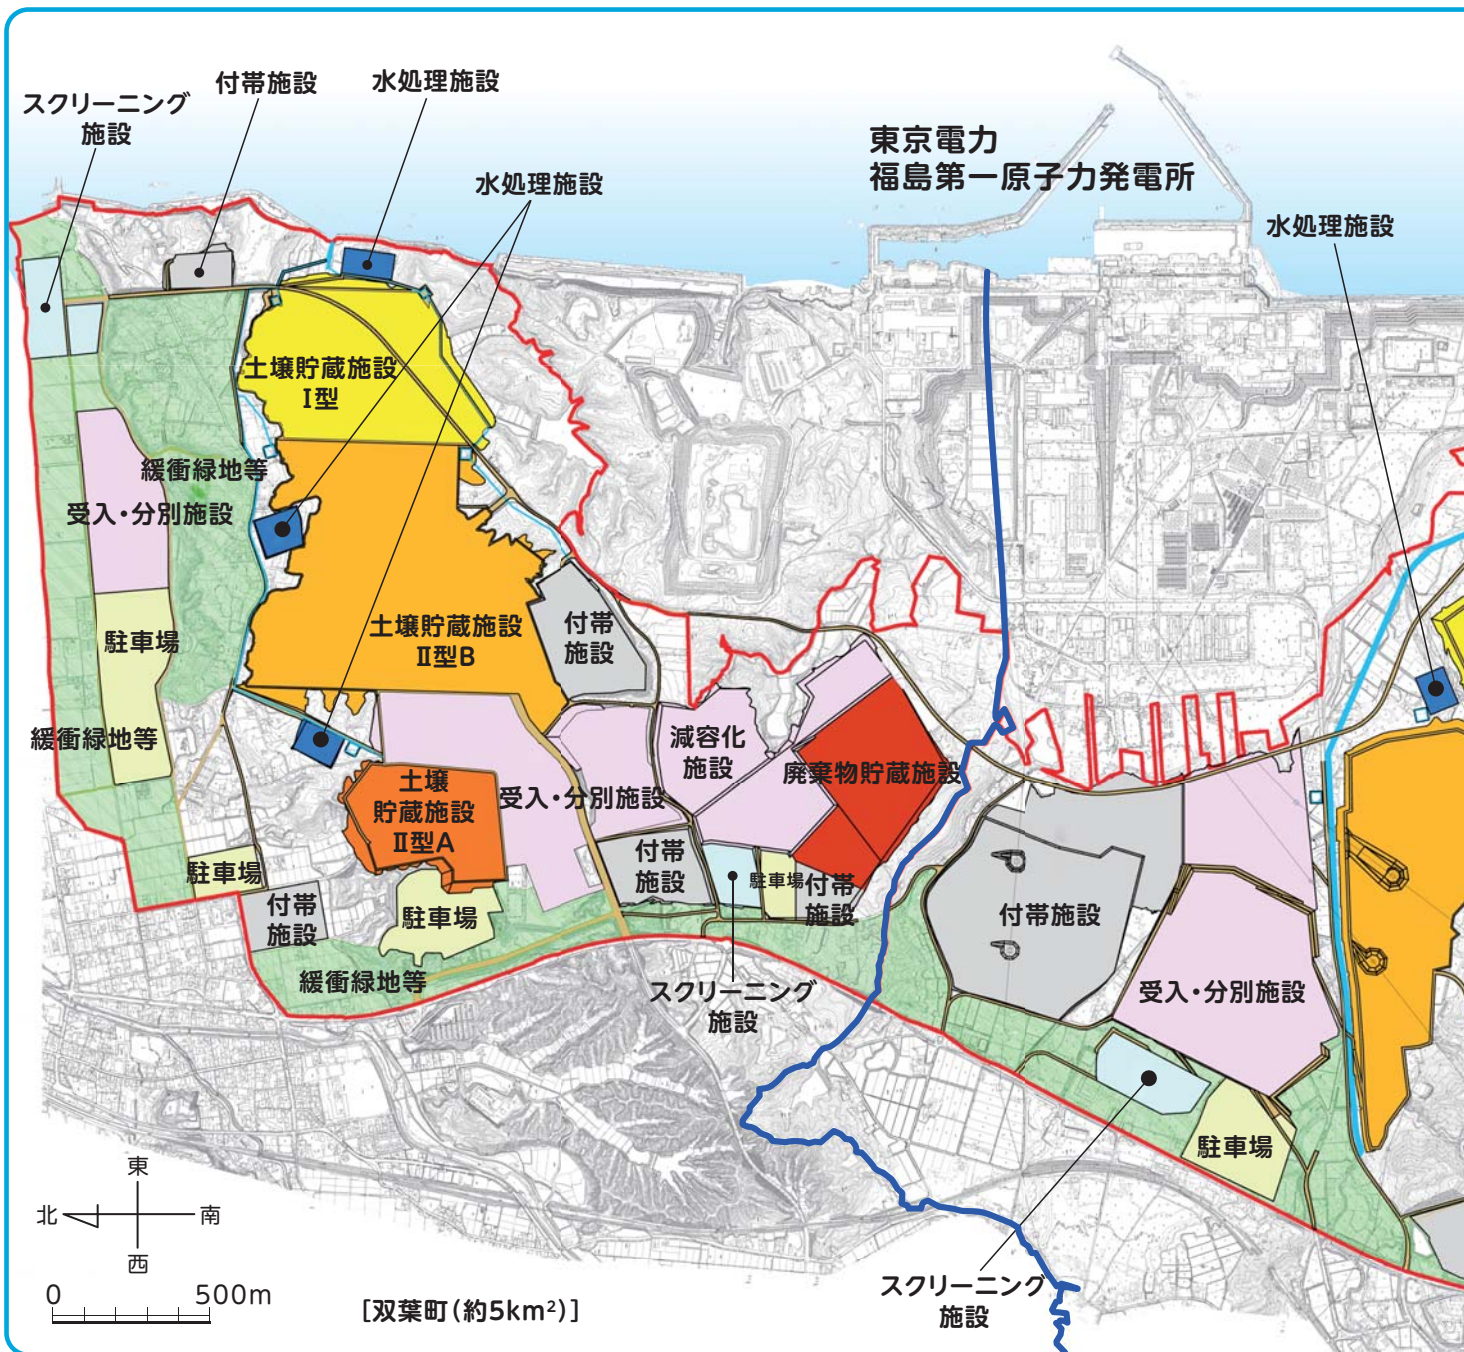 スクリーニング
施設
付帯施設
水処理施設
水処理施設
東京電力
福島第一原子力発電所
水処理施設
土壌貯蔵施設
Ⅰ型
緩衝緑地等
受入・分別施設
駐車場
土壌貯蔵施設
Ⅱ型B
付帯
施設
緩衝緑地等
減容化
施設
廃棄物貯蔵施設
土壌
貯蔵施設
Ⅱ型A
受入・分別施設
駐車場
付帯
施設
駐車場
付帯
施設
付帯
施設
駐車場
付帯施設
緩衝緑地等
スクリーニング
施設
受入・分別施設
駐車場
東
北
南
西
0 500m
[双葉町(約5km²)]
スクリーニング
施設